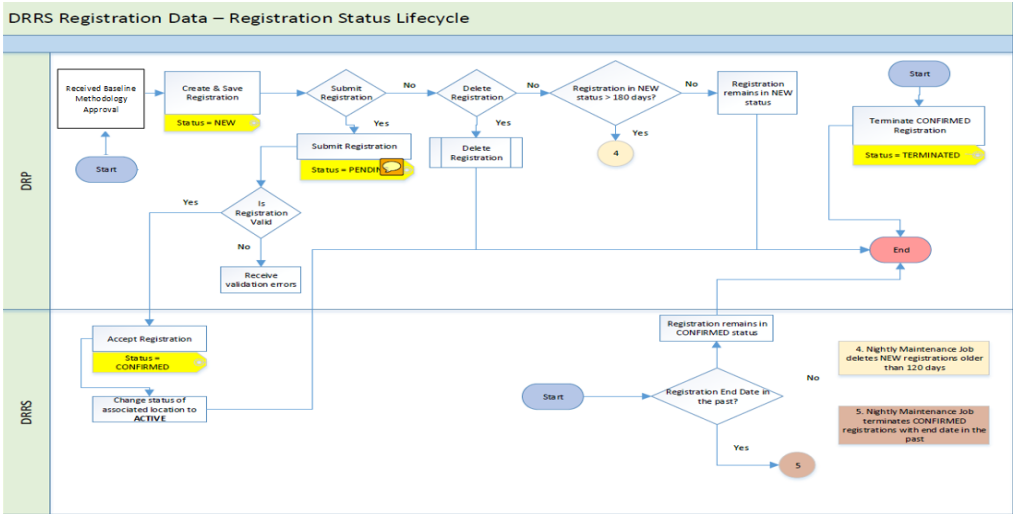 DRRS Registration Data – Registration Status Lifecycle
DRP
Received Baseline
Methodology
Approval
Start
Create & Save
Registration
Status = NEW
Submit
Registration
No
Yes
Delete
Registration
No
Yes
Registration in NEW
status > 180 days?
No
Yes
4
Registration
remains in NEW
status
Start
Terminate CONFIRMED
Registration
Status = TERMINATED
Submit Registration
Status = PENDIN
Delete
Registration
Is
Registration
Valid
Yes
No
Receive
validation errors
End
DRRS
Accept Registration
Status =
CONFIRMED
Change status of
associated location to
ACTIVE
Registration remains in
CONFIRMED status
Start
Registration End Date in
the past?
No
Yes
5
4. Nightly Maintenance Job
deletes NEW registrations older
than 120 days
5. Nightly Maintenance Job
terminates CONFIRMED
registrations with end date in the
past